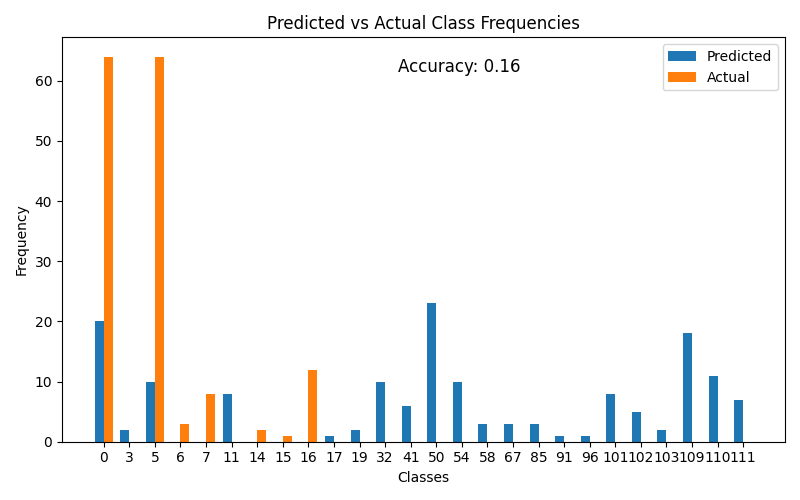 Predicted vs Actual Class Frequencies
Accuracy: 0.16
Predicted
Actual
Frequency
60
50
40
30
20
10
0
0 3 5 6 7 11 14 15 16 17 19 32 41 50 54 58 67 85 91 96 101 102 103 109 110 111
Classes